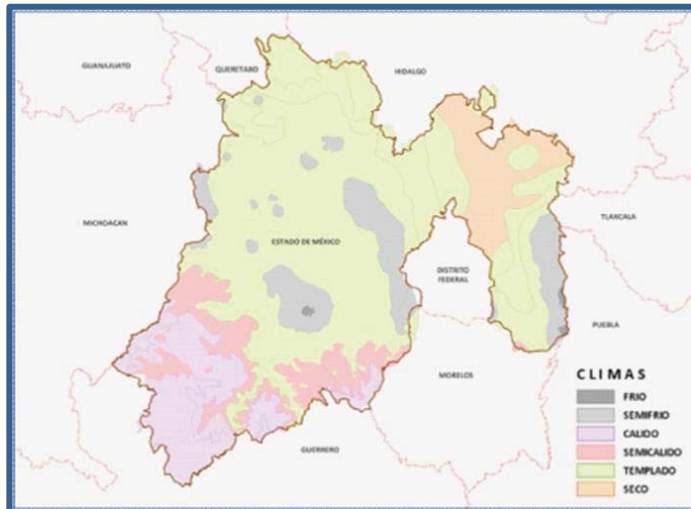 GUANAJUATO
QUERETARO
HIDALGO
MICHOACAN
TLAXCALA
ESTADO DE MÉXICO
DISTRITO
FEDERAL
PUEBLA
MORELOS
GUERRERO
CLIMAS
FRIO
SEMIFRIO
CALIDO
SEMICALIDO
TEMPLADO
SECO